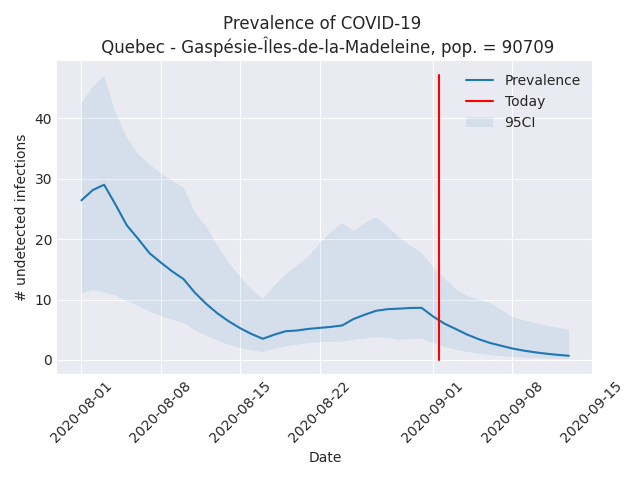 Prevalence of COVID-19
Quebec - Gaspésie-Îles-de-la-Madeleine, pop. = 90709
Prevalence
Today
95CI
# undetected infections
40
30
20
10
0
2020-08-01
2020-08-08
2020-08-15
2020-08-22
2020-09-01
2020-09-08
2020-09-15
Date